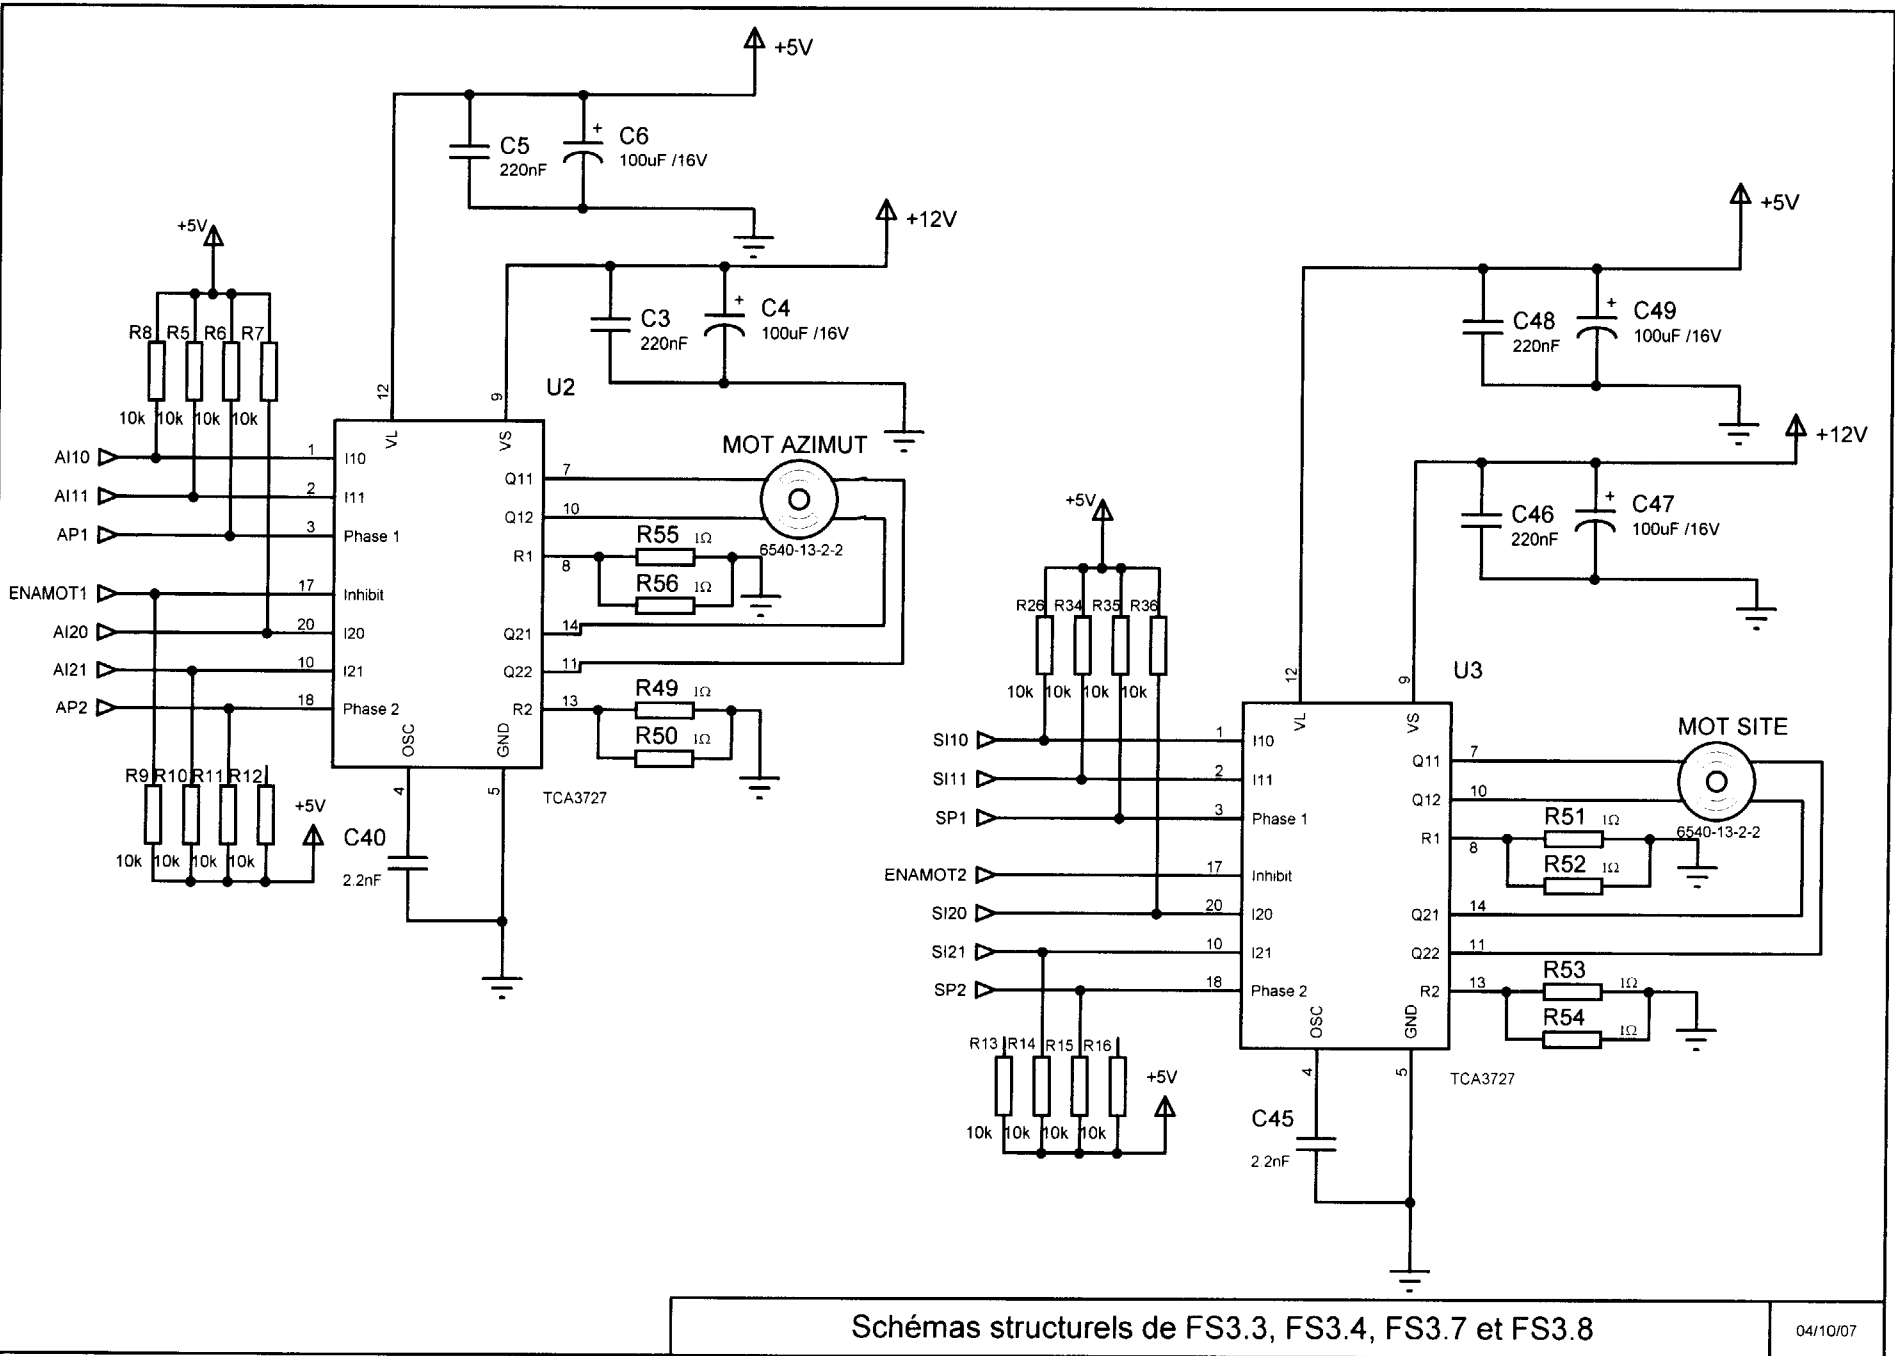 +5V
C5
220nF
+
C6
100uF /16V
+12V
C3
220nF
+
C4
100uF /16V
+5V
R8 R5 R6 R7
10k 10k 10k
U2
12
9
VL
VS
AI10 1 I10
AI11 2 I11
AP1 3 Phase 1
ENAMOT1 17 Inhibit
AI20 20 I20
AI21 10 I21
AP2 18 Phase 2
MOT AZIMUT
6540-13-2-2
Q11 7
Q12 10
R1 8
R55 1Ω
R56 1Ω
Q21 14
Q22 11
R2 13
R49 1Ω
R50 1Ω
OSC
GND
4
5
TCA3727
R9 R10 R11 R12
10k 10k 10k 10k
+5V
C40
2.2nF
+5V
C48
220nF
+
C49
100uF /16V
+12V
C46
220nF
+
C47
100uF /16V
+5V
R26 R34 R35 R36
10k 10k 10k
U3
12
9
VL
VS
SI10 1 I10
SI11 2 I11
SP1 3 Phase 1
ENAMOT2 17 Inhibit
SI20 20 I20
SI21 10 I21
SP2 18 Phase 2
MOT SITE
6540-13-2-2
Q11 7
Q12 10
R1 8
R51 1Ω
R52 1Ω
Q21 14
Q22 11
R2 13
R53 1Ω
R54 1Ω
OSC
GND
4
5
TCA3727
R13 R14 R15 R16
10k 10k 10k 10k
+5V
C45
2.2nF
Schémas structurels de FS3.3, FS3.4, FS3.7 et FS3.8
04/10/07